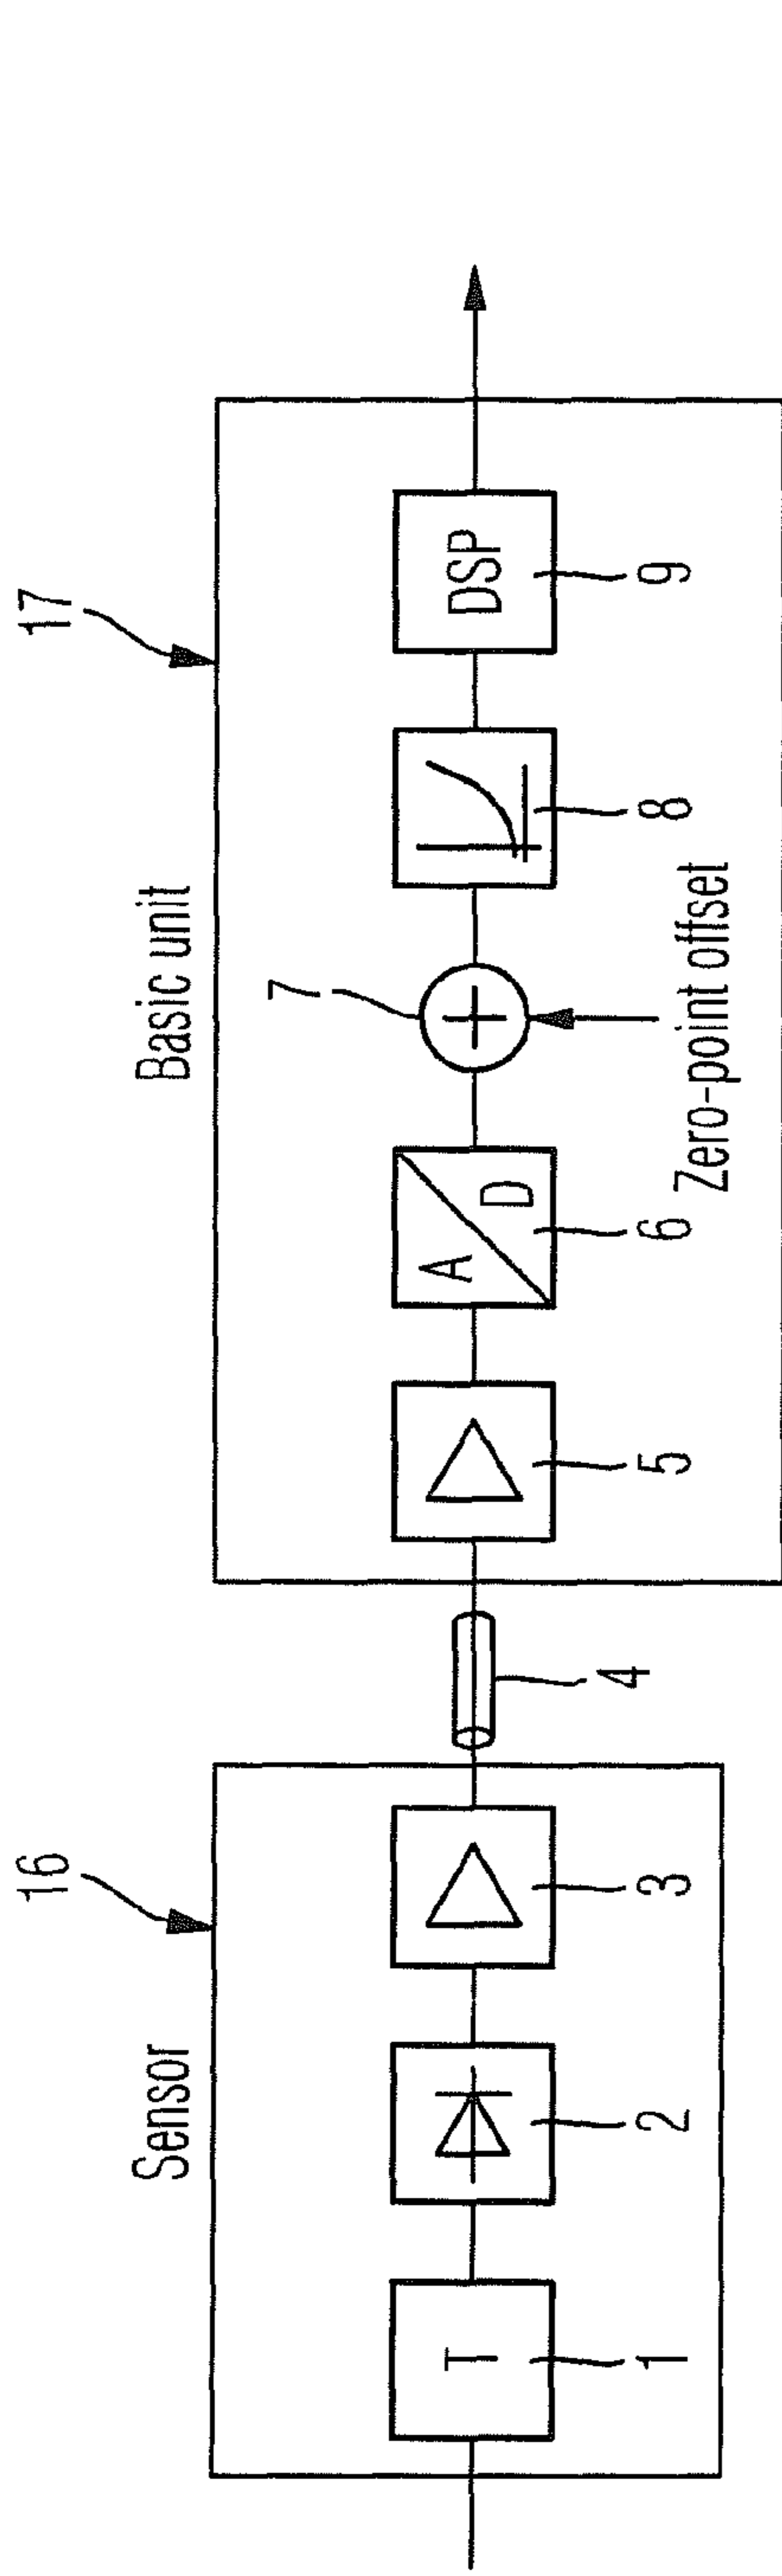 16
17
Sensor
Basic unit
7
T
A
D
DSP
Zero-point offset
1
2
3
4
5
6
8
9